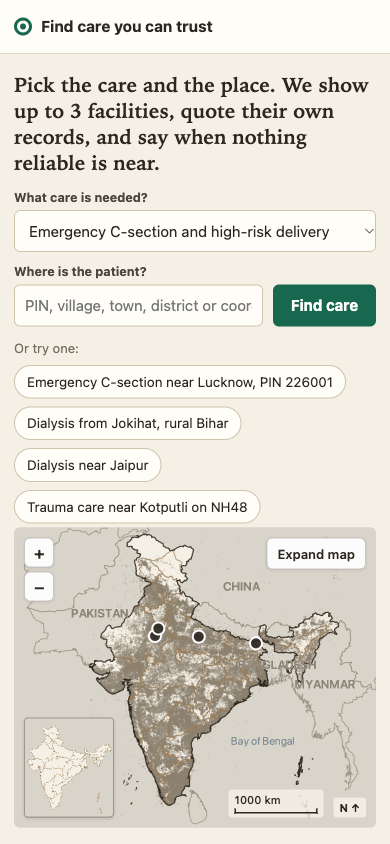 Find care you can trust
Pick the care and the place. We show
up to 3 facilities, quote their own
records, and say when nothing
reliable is near.
What care is needed?
Emergency C-section and high-risk delivery
Where is the patient?
PIN, village, town, district or coor
Find care
Or try one:
Emergency C-section near Lucknow, PIN 226001
Dialysis from Jokihat, rural Bihar
Dialysis near Jaipur
Trauma care near Kotputli on NH48
+
Expand map
−
CHINA
PAKISTAN
GLADESH
MYANMAR
Bay of Bengal
1000 km
N ↑